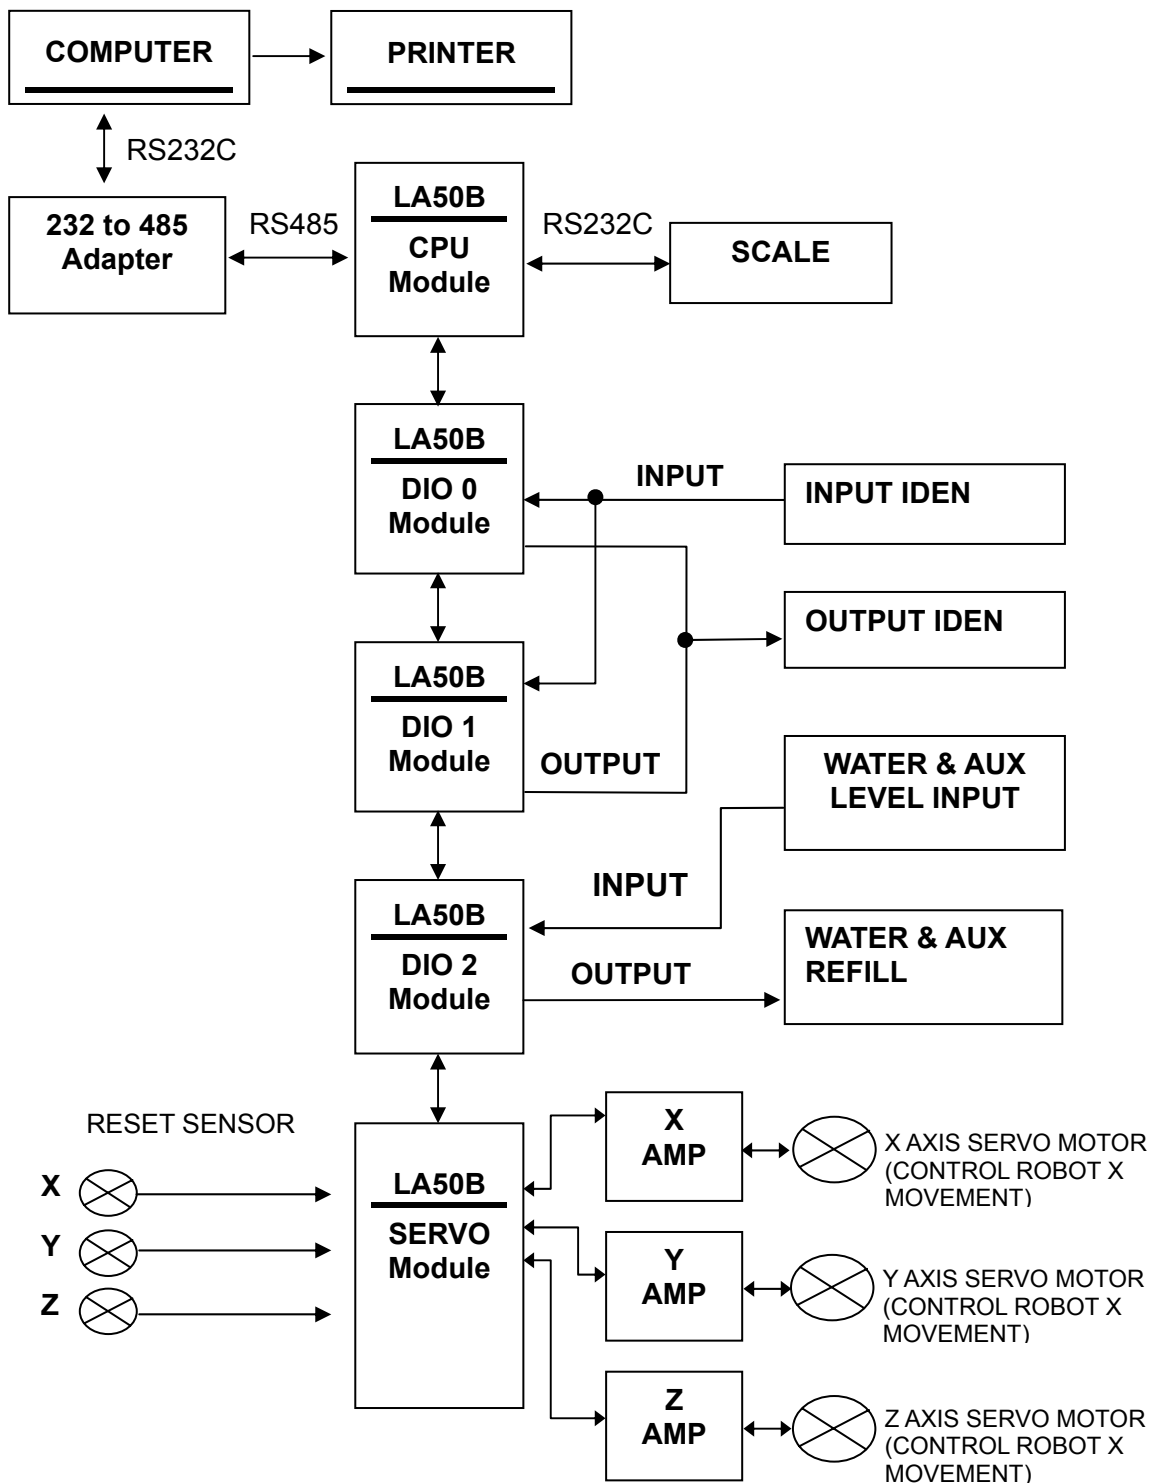 COMPUTER
PRINTER
RS232C
232 to 485
Adapter
RS485
LA50B
CPU
Module
RS232C
SCALE
LA50B
DIO 0
Module
INPUT
INPUT IDEN
OUTPUT IDEN
LA50B
DIO 1
Module
OUTPUT
WATER & AUX
LEVEL INPUT
INPUT
LA50B
DIO 2
Module
OUTPUT
WATER & AUX
REFILL
RESET SENSOR
X
Y
Z
LA50B
SERVO
Module
X
AMP
X AXIS SERVO MOTOR
(CONTROL ROBOT X
MOVEMENT)
Y
AMP
Y AXIS SERVO MOTOR
(CONTROL ROBOT X
MOVEMENT)
Z
AMP
Z AXIS SERVO MOTOR
(CONTROL ROBOT X
MOVEMENT)